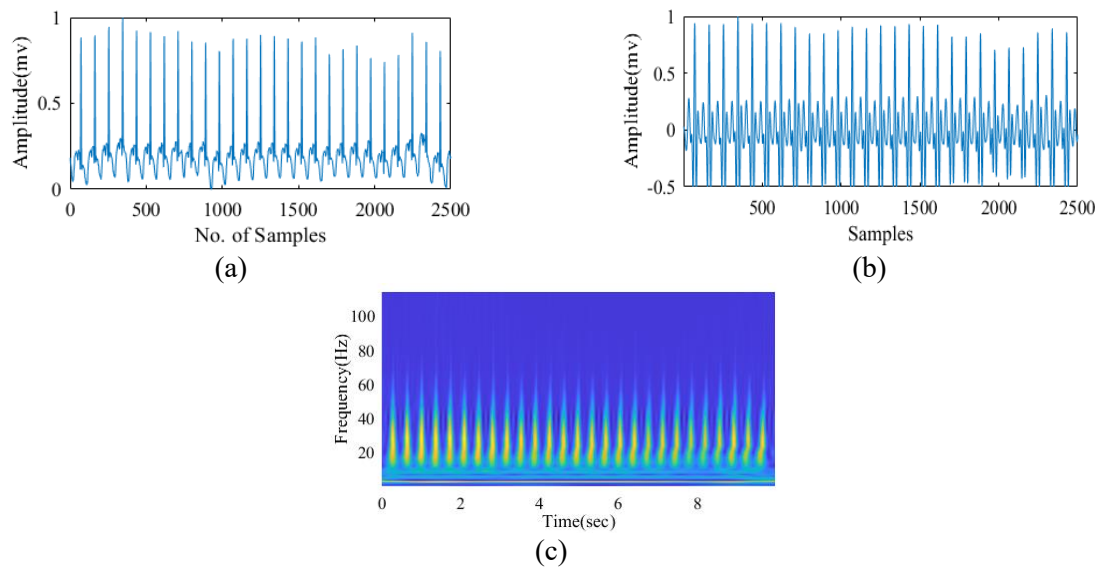 Amplitude(mv)
1
0.5
0
0 500 1000 1500 2000 2500
No. of Samples
(a)
Amplitude(mv)
1
0.5
0
-0.5
500 1000 1500 2000 2500
Samples
(b)
Frequency(Hz)
100
80
60
40
20
0 2 4 6 8
Time(sec)
(c)